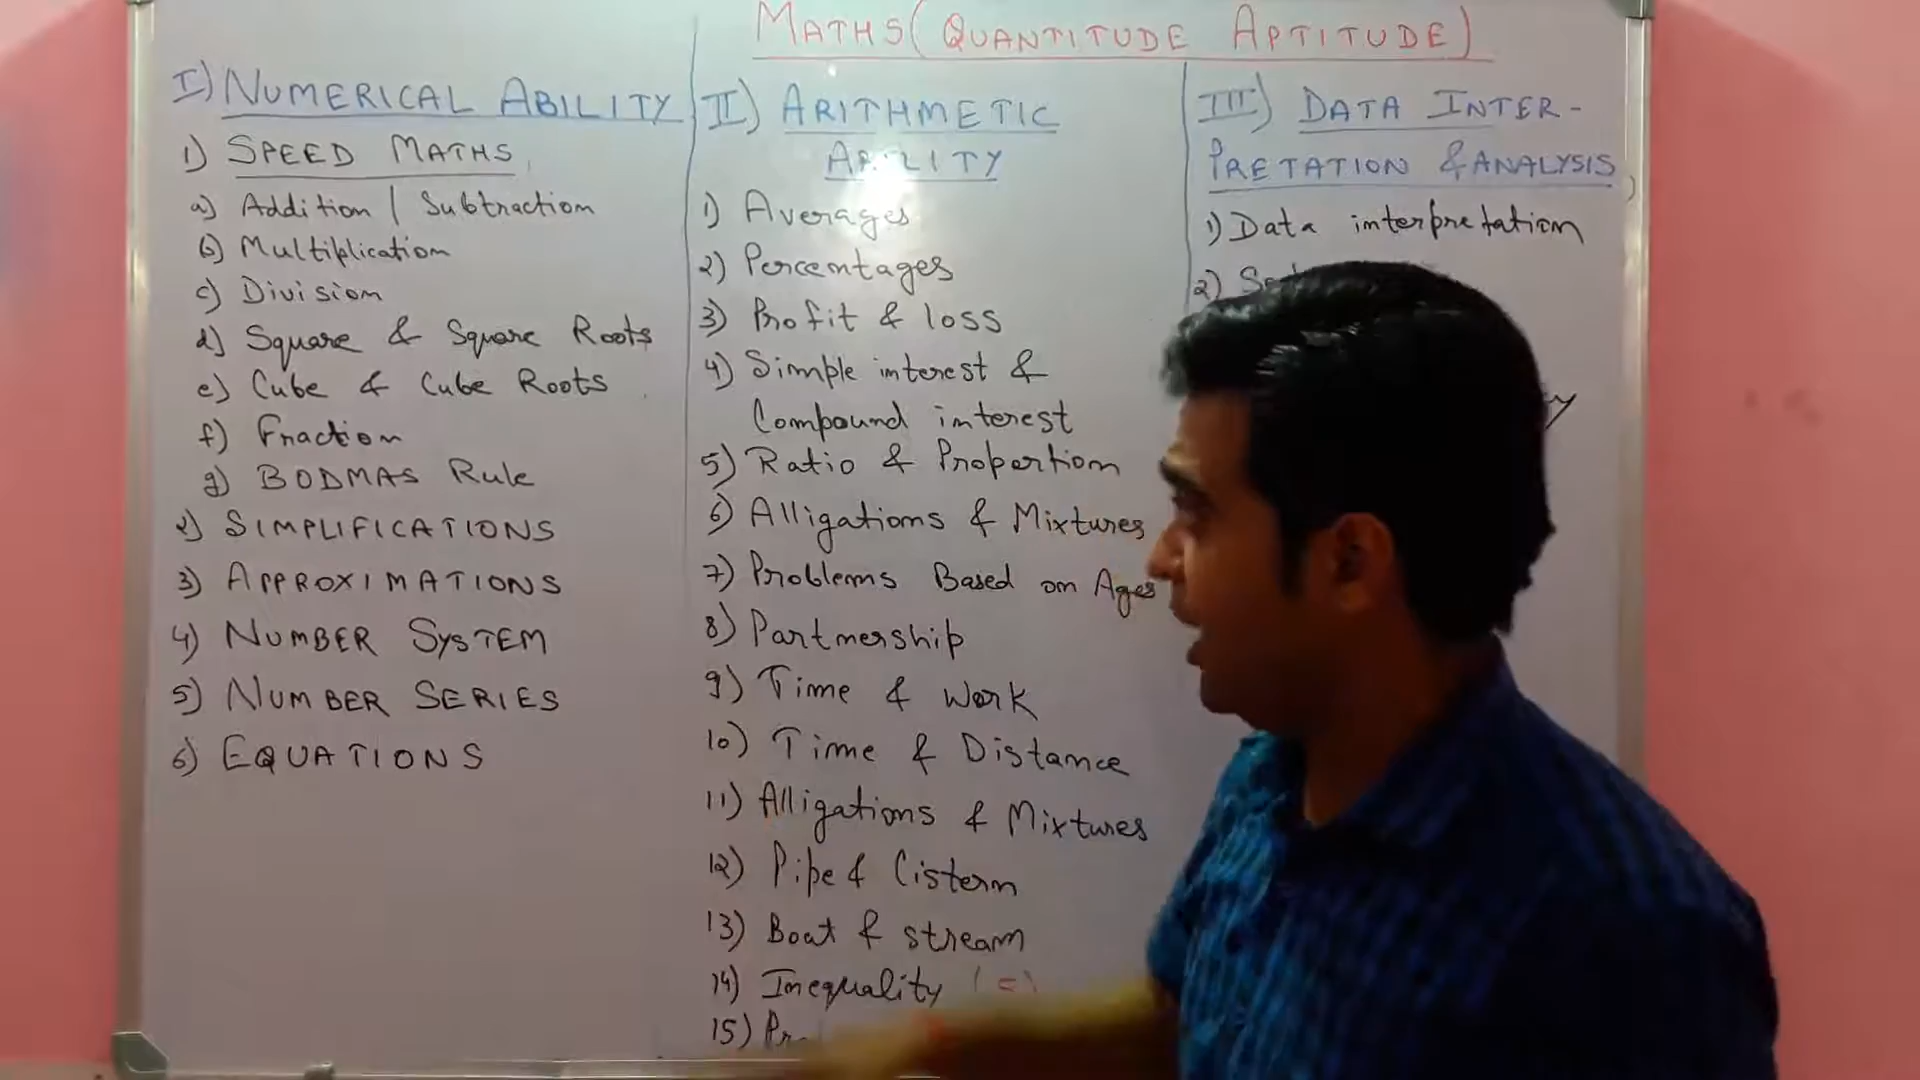 MATHS(QUANTITUDE APTITUDE)
I) NUMERICAL ABILITY
1) SPEED MATHS
a) Addition / Subtraction
b) Multiplication
c) Division
d) Square & Square Roots
e) Cube & Cube Roots
f) Fraction
g) BODMAS Rule
2) SIMPLIFICATIONS
3) APPROXIMATIONS
4) NUMBER SYSTEM
5) NUMBER SERIES
6) EQUATIONS
II) ARITHMETIC
ABILITY
1) Averages
2) Percentages
3) Profit & loss
4) Simple interest &
Compound interest
5) Ratio & Proportion
6) Alligations & Mixtures
7) Problems Based on Ages
8) Partnership
9) Time & Work
10) Time & Distance
11) Alligations & Mixtures
12) Pipe & Cistern
13) Boat & stream
14) Inequality
15)
III) DATA INTER-
PRETATION & ANALYSIS
1) Data interpretation
2)